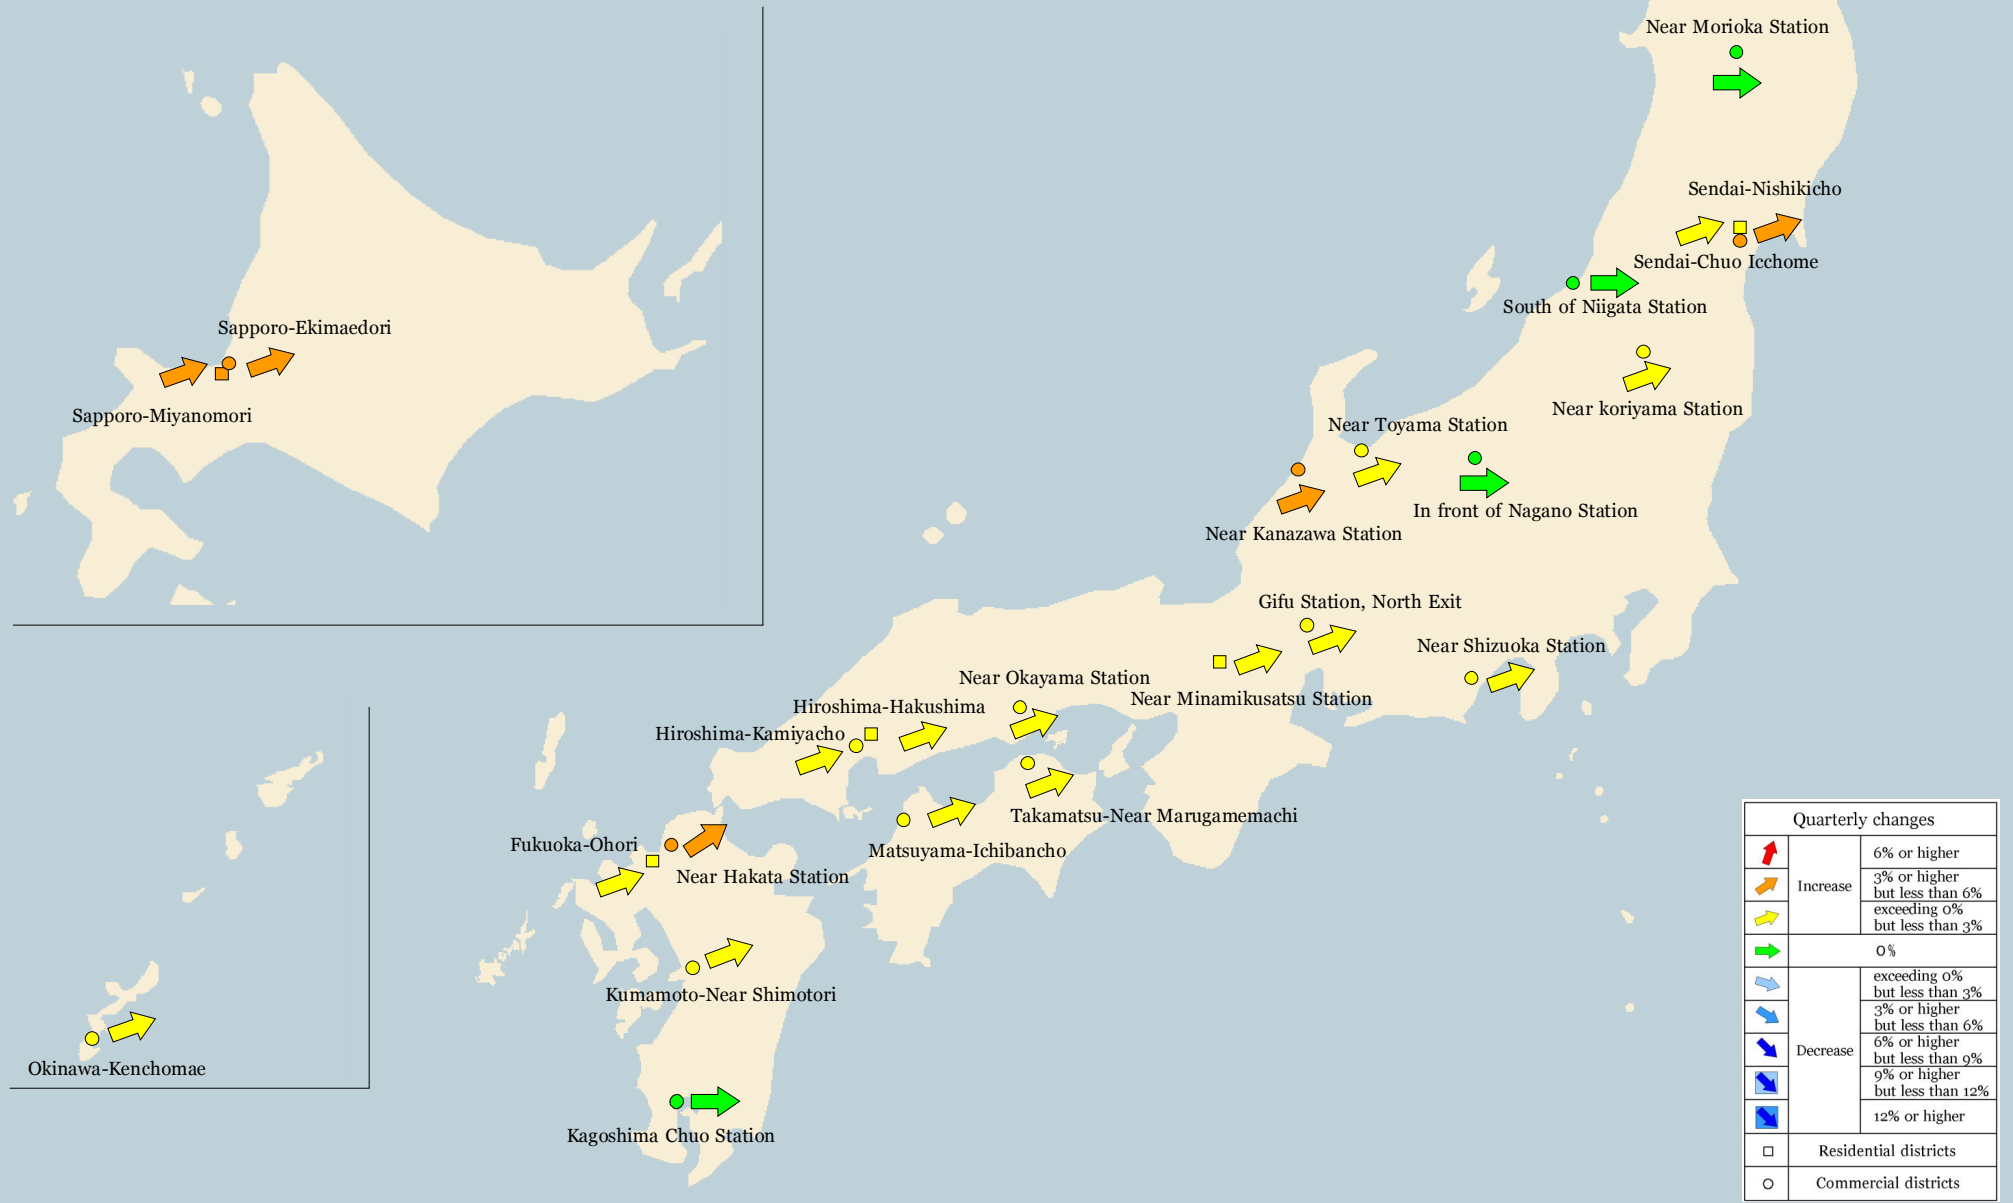 Near Morioka Station
Sendai-Nishikicho
Sendai-Chuo Icchome
South of Niigata Station
Sapporo-Ekimaedori
Sapporo-Miyanomori
Near koriyama Station
Near Toyama Station
In front of Nagano Station
Near Kanazawa Station
Gifu Station, North Exit
Near Shizuoka Station
Near Okayama Station
Near Minamikusatsu Station
Hiroshima-Hakushima
Hiroshima-Kamiyacho
Takamatsu-Near Marugamemachi
Fukuoka-Ohori
Matsuyama-Ichibancho
Near Hakata Station
Kumamoto-Near Shimotori
Okinawa-Kenchomae
Kagoshima Chuo Station
Quarterly changes
Increase
6% or higher
3% or higher
but less than 6%
exceeding 0%
but less than 3%
0%
Decrease
exceeding 0%
but less than 3%
3% or higher
but less than 6%
6% or higher
but less than 9%
9% or higher
but less than 12%
12% or higher
Residential districts
Commercial districts